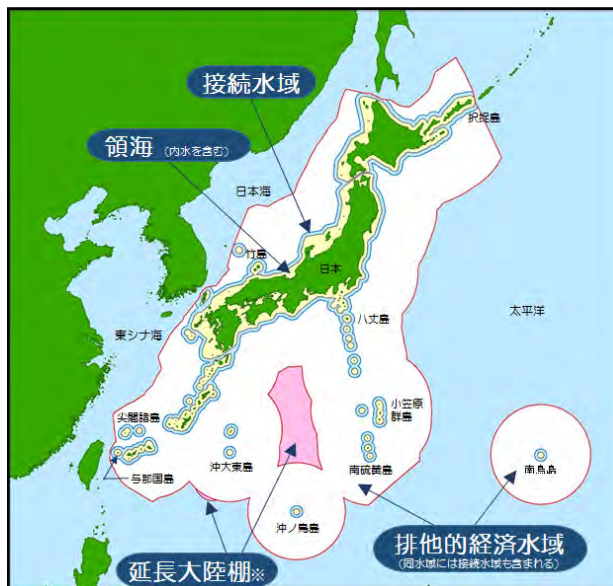 接続水域
択捉島
領海 (内水を含む)
日本海
竹島
日本
八丈島
太平洋
東シナ海
尖閣諸島
小笠原
群島
沖大東島
南硫黄島
南鳥島
与那国島
沖ノ鳥島
延長大陸棚※
排他的経済水域
(同水域には接続水域も含まれる)